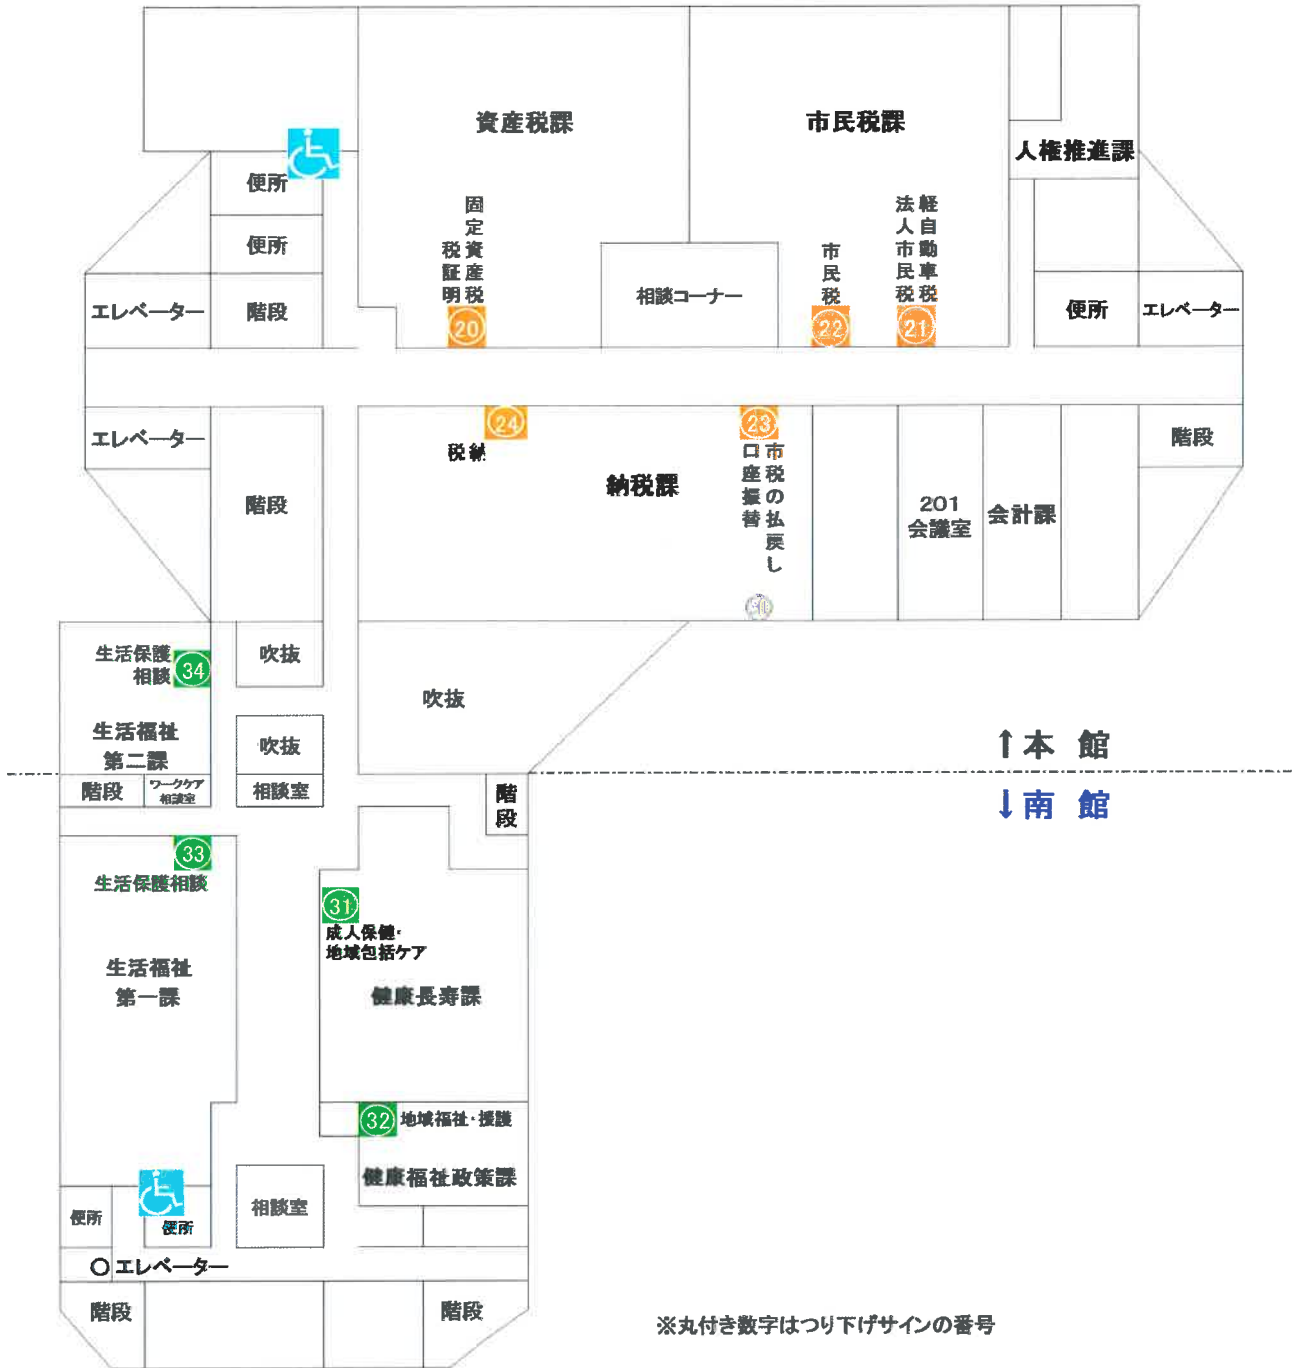 資産税課
市民税課
人権推進課
便所
便所
固定資産税
税証明
市民税
軽自動車税
法人市民税
相談コーナー
エレベーター
階段
20
22
21
便所
エレベーター
エレベーター
24
23
階段
税納
納税課
市税の払戻し
口座振替
階段
201
会議室
会計課
生活保護
相談
34
吹抜
吹抜
生活福祉
第二課
吹抜
↑本 館
階段
ワークケア
相談室
相談室
階段
↓南 館
33
生活保護相談
31
成人保健・
地域包括ケア
生活福祉
第一課
健康長寿課
32
地域福祉・援護
健康福祉政策課
便所
便所
相談室
エレベーター
階段
階段
※丸付き数字はつり下げサインの番号